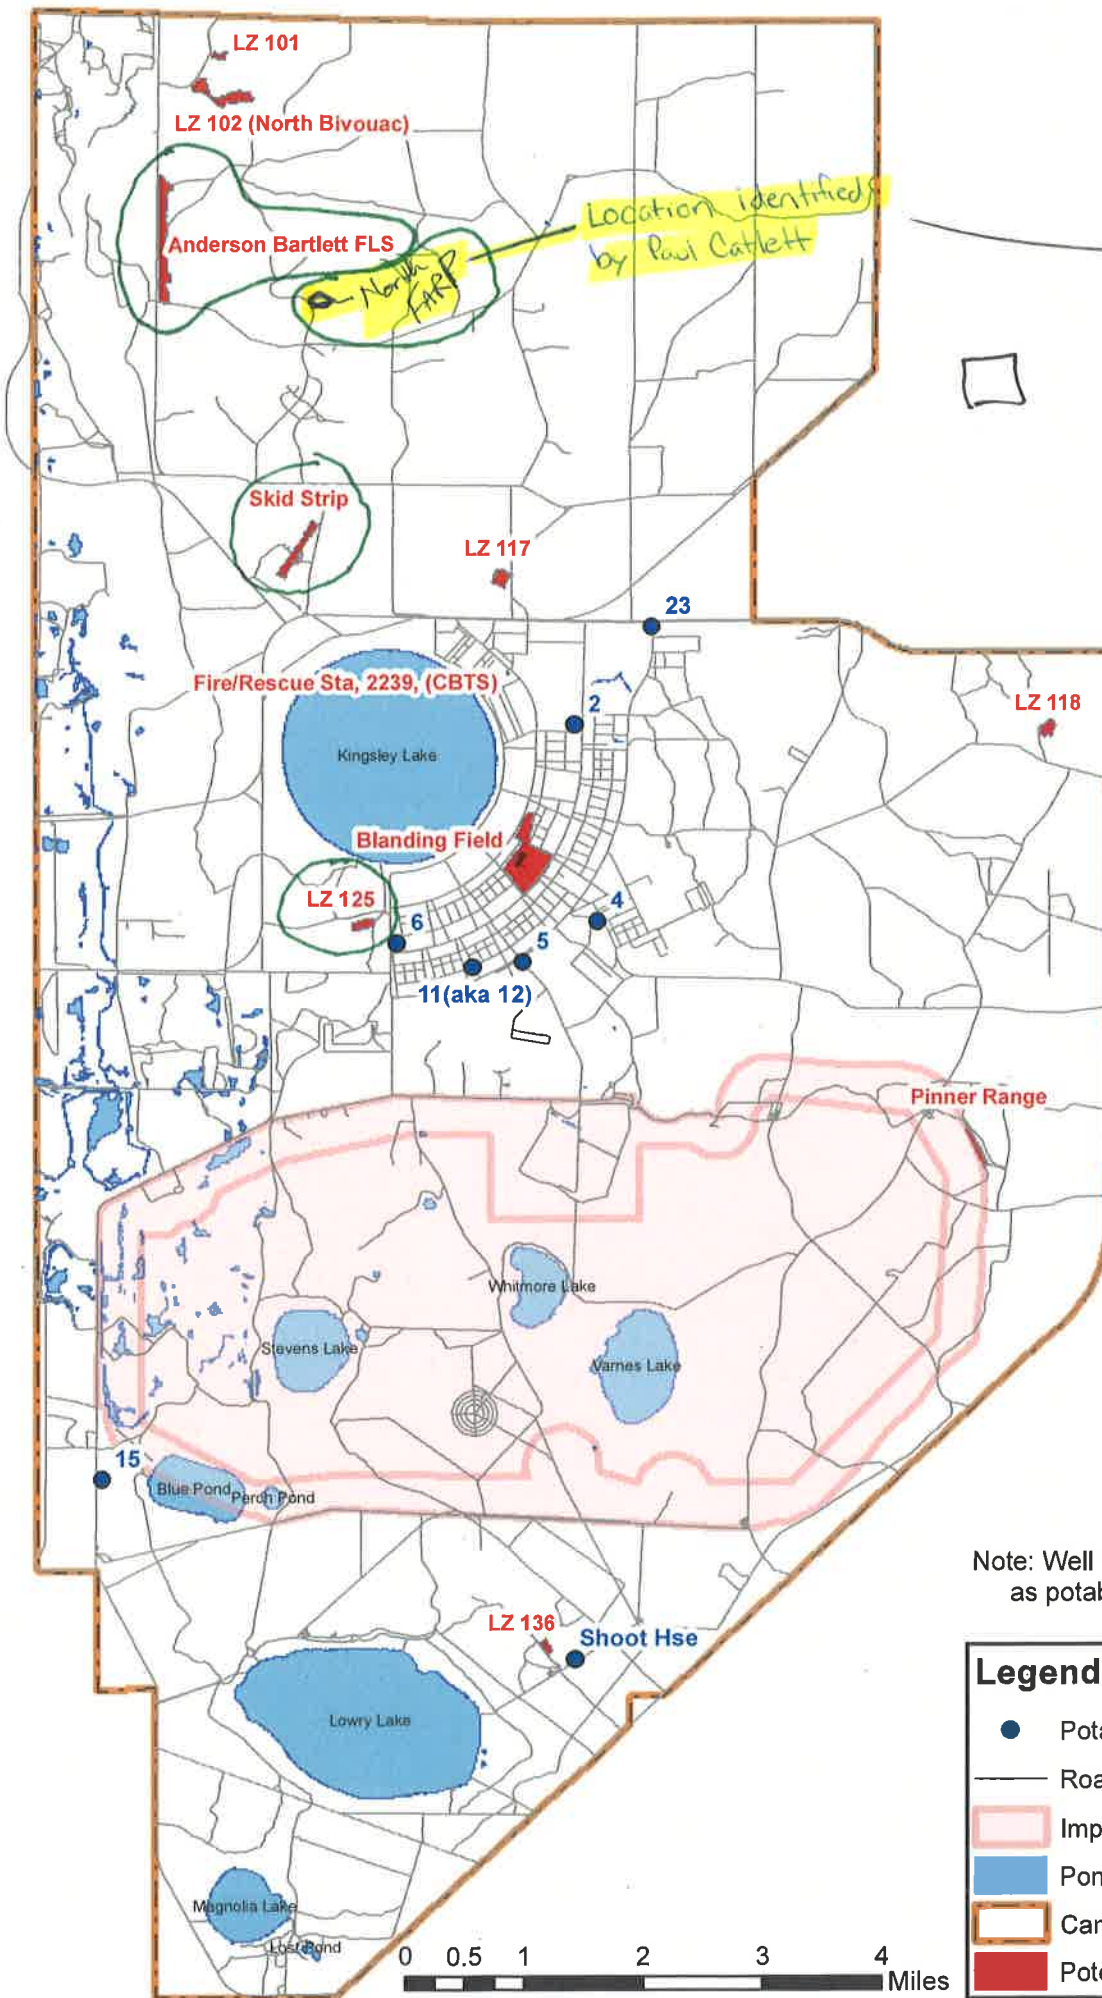 LZ 101
LZ 102 (North Bivouac)
Location identified
by Paul Catlett
Anderson Bartlett FLS
North
FARP
Skid Strip
LZ 117
23
Fire/Rescue Sta, 2239, (CBTS)
2
LZ 118
Kingsley Lake
Blanding Field
LZ 125
6
4
5
11(aka 12)
Pinner Range
Whitmore Lake
Stevens Lake
Varnes Lake
15
Blue Pond
Perch Pond
Note: Well
as potab
LZ 136
Shoot Hse
Legend
Pota
Roa
Imp
Pon
Can
Pote
Lowry Lake
Magnolia Lake
Lost Pond
0 0.5 1 2 3 4
Miles